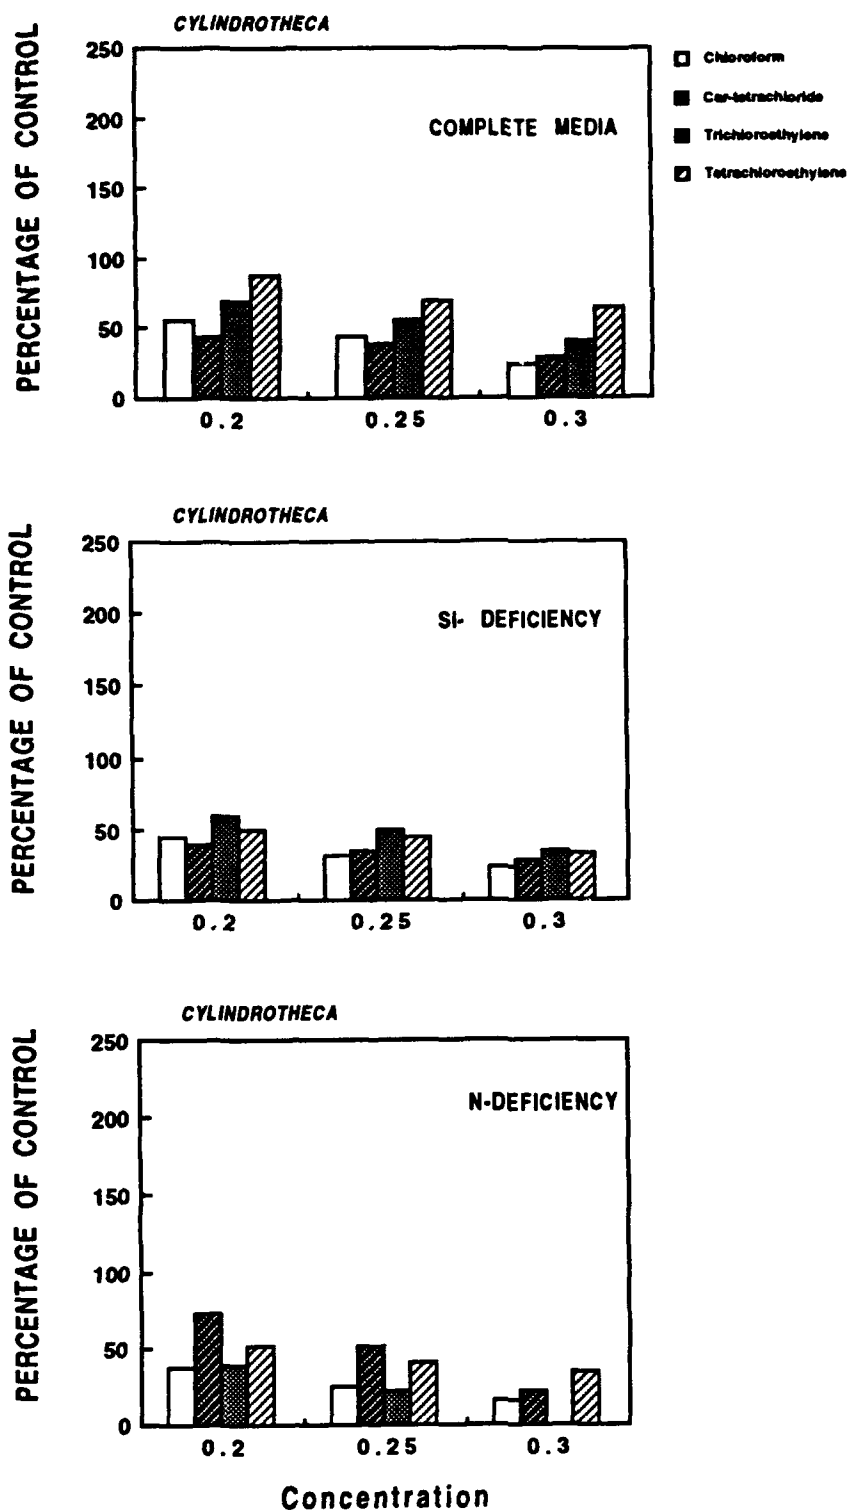 CYLINDROTHECA
PERCENTAGE OF CONTROL
250
200
150
100
50
0
COMPLETE MEDIA
0.2
0.25
0.3
Chloroform
Car-tetrachloride
Trichloroethylene
Tetrachloroethylene
CYLINDROTHECA
PERCENTAGE OF CONTROL
250
200
150
100
50
0
SI- DEFICIENCY
0.2
0.25
0.3
CYLINDROTHECA
PERCENTAGE OF CONTROL
250
200
150
100
50
0
N-DEFICIENCY
0.2
0.25
0.3
Concentration